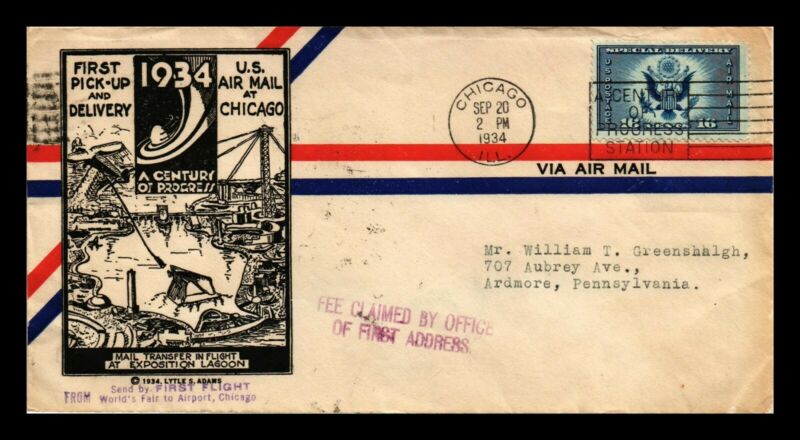 FIRST
PICK-UP
AND
DELIVERY
1934
U.S.
AIR MAIL
AT
CHICAGO
A CENTURY
OF PROGRESS
MAIL TRANSFER IN FLIGHT
AT EXPOSITION LAGOON
© 1934, LYTLE S. ADAMS
Send by FIRST FLIGHT
FROM World's Fair to Airport, Chicago
CHICAGO
SEP 20
2 PM
1934
ILL.
SPECIAL DELIVERY
U.S. POSTAGE
AIR MAIL
16 CENTS 16
A CENTURY
OF
PROGRESS
STATION
VIA AIR MAIL
Mr. William T. Greenshalgh,
707 Aubrey Ave.,
Ardmore, Pennsylvania.
FEE CLAIMED BY OFFICE
OF FIRST ADDRESS.